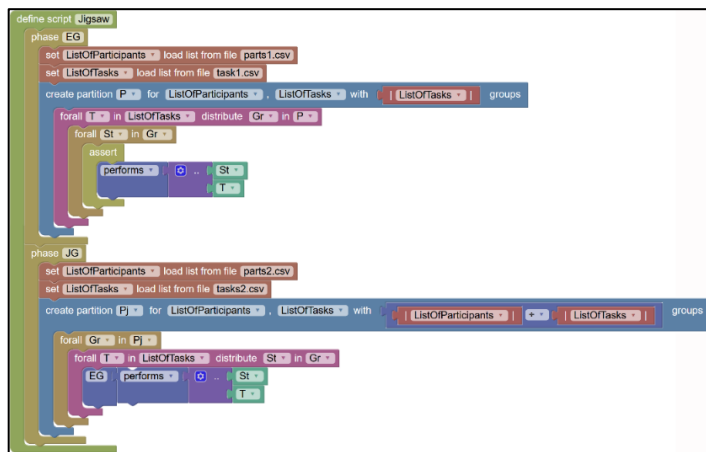 define script Jigsaw
phase EG
set ListOfParticipants load list from file parts1.csv
set ListOfTasks load list from file task1.csv
create partition P for ListOfParticipants , ListOfTasks with | ListOfTasks | groups
forall T in ListOfTasks distribute Gr in P
forall St in Gr
assert
performs .. St
T
phase JG
set ListOfParticipants load list from file parts2.csv
set ListOfTasks load list from file tasks2.csv
create partition Pj for ListOfParticipants , ListOfTasks with | ListOfParticipants | ÷ | ListOfTasks | groups
forall Gr in Pj
forall T in ListOfTasks distribute St in Gr
EG performs .. St
T